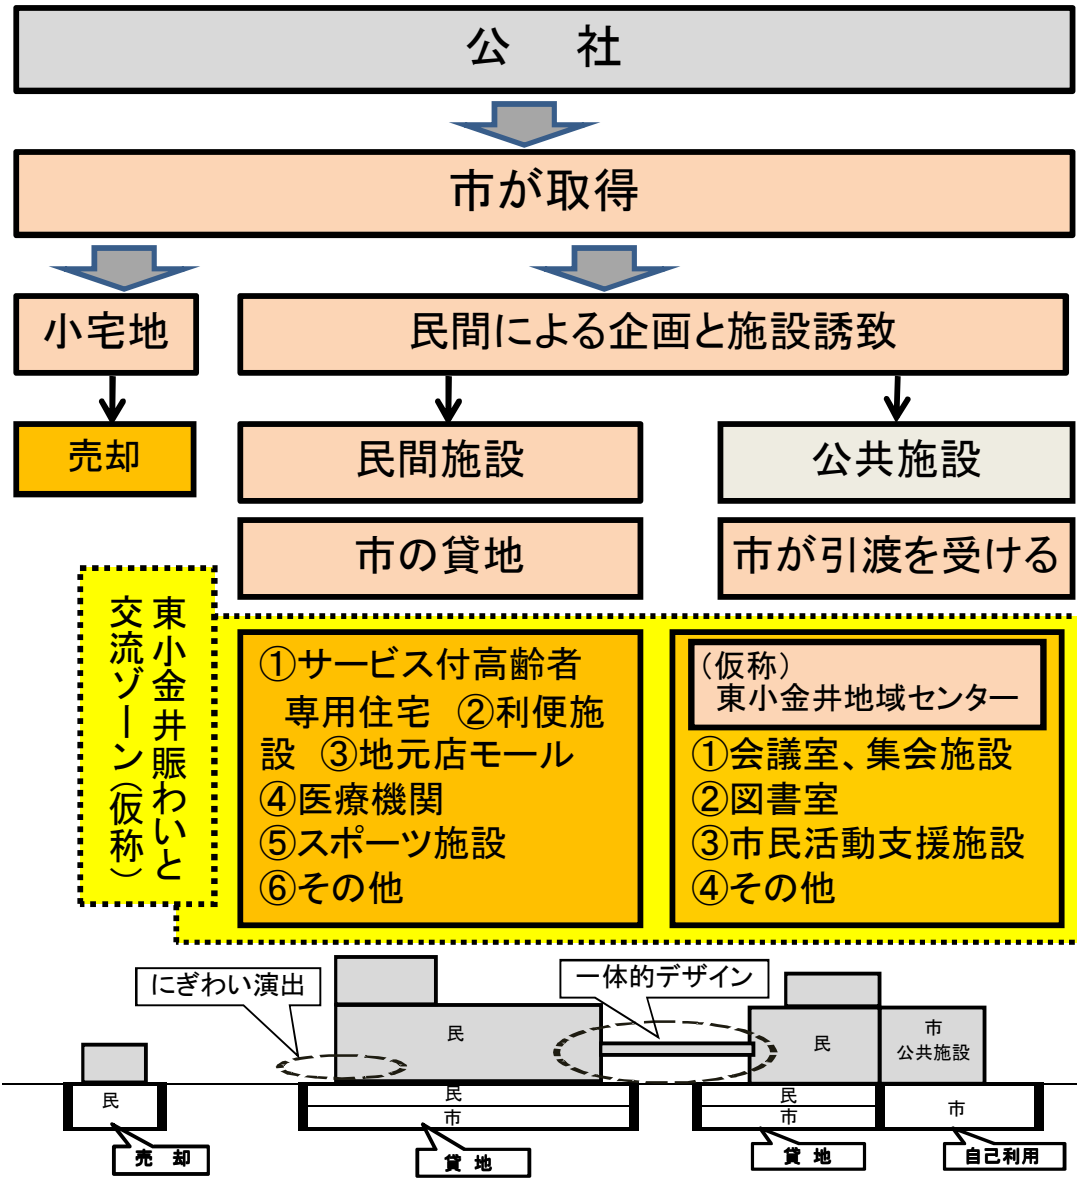 公　社
市が取得
小宅地
民間による企画と施設誘致
売却
民間施設
公共施設
市の貸地
市が引渡を受ける
東小金井賑わいと
交流ゾーン（仮称）
①サービス付高齢者
専用住宅　②利便施
設　③地元店モール
④医療機関
⑤スポーツ施設
⑥その他
(仮称)
東小金井地域センター
①会議室、集会施設
②図書室
③市民活動支援施設
④その他
にぎわい演出
一体的デザイン
民
民
市
公共施設
民
民
市
民
市
市
売　却
貸 地
貸 地
自己利用